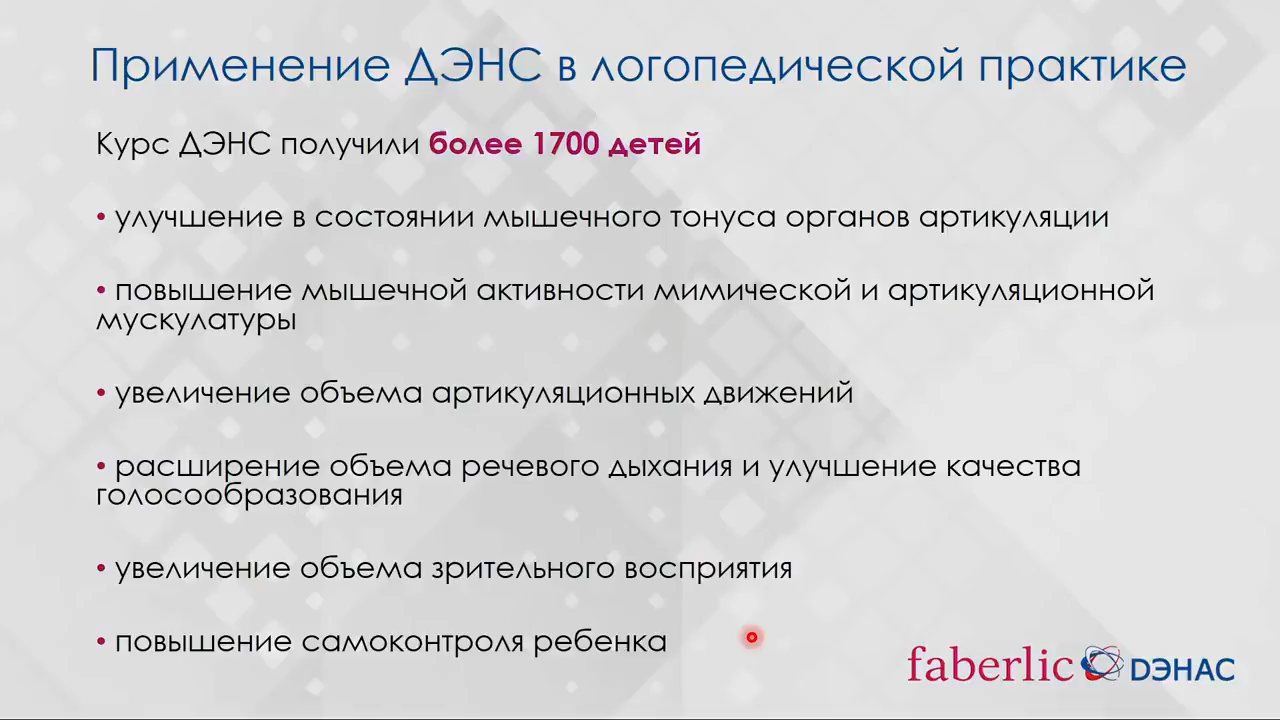 Применение ДЭНС в логопедической практике
Курс ДЭНС получили более 1700 детей
• улучшение в состоянии мышечного тонуса органов артикуляции
• повышение мышечной активности мимической и артикуляционной
мускулатуры
• увеличение объема артикуляционных движений
• расширение объема речевого дыхания и улучшение качества
голосообразования
• увеличение объема зрительного восприятия
• повышение самоконтроля ребенка
faberlic ДЭНАС